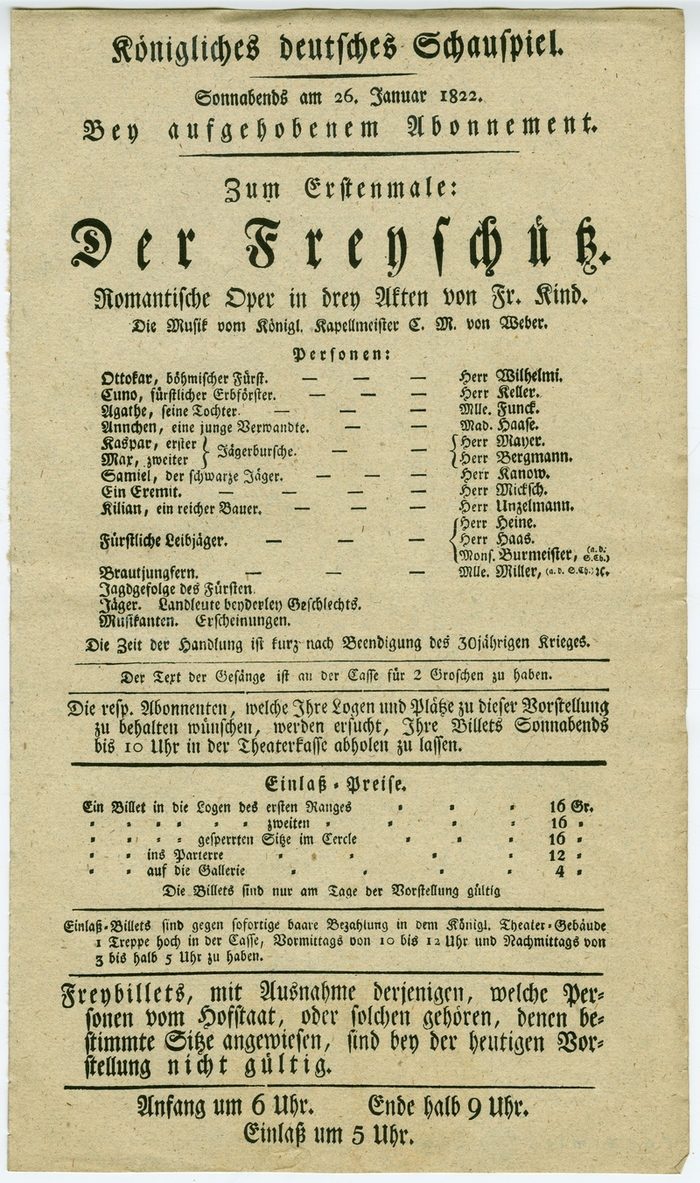 Königliches deutsches Schauspiel.
Sonnabends am 26. Januar 1822.
Bey aufgehobenem Abonnement.
Zum Erstenmale:
Der Freyschütz.
Romantische Oper in drey Akten von Fr. Kind.
Die Musik vom Königl. Kapellmeister C. M. von Weber.
Personen:
Ottokar, böhmischer Fürst. — — — Herr Wilhelmi.
Cuno, fürstlicher Erbförster. — — — Herr Keller.
Agathe, seine Tochter. — — — Mlle. Funck.
Annchen, eine junge Verwandte. — — Mad. Haase.
Kaspar, erster } Jägerbursche. — — { Herr Mayer.
Max, zweiter { Herr Bergmann.
Samiel, der schwarze Jäger. — — — Herr Kanow.
Ein Eremit. — — — — Herr Micksch.
Kilian, ein reicher Bauer. — — — Herr Unzelmann.
{ Herr Heine.
Fürstliche Leibjäger. — — — Herr Haas.
Mons. Burmeister, (a. d. S. Ch.)
Brautjungfern. — — — Mlle. Miller, (a. d. S. Ch.) ꝛc.
Jagdgefolge des Fürsten.
Jäger. Landleute beyderley Geschlechts.
Musikanten. Erscheinungen.
Die Zeit der Handlung ist kurz nach Beendigung des 30jährigen Krieges.
Der Text der Gesänge ist an der Casse für 2 Groschen zu haben.
Die resp. Abonnenten, welche Ihre Logen und Plätze zu dieser Vorstellung
zu behalten wünschen, werden ersucht, Ihre Billets Sonnabends
bis 10 Uhr in der Theaterkasse abholen zu lassen.
Einlaß-Preise.
Ein Billet in die Logen des ersten Ranges 16 Gr.
zweiten 16
gesperrten Sitze im Cercle 16
ins Parterre 12
auf die Gallerie 4
Die Billets sind nur am Tage der Vorstellung gültig
Einlaß-Billets sind gegen sofortige baare Bezahlung in dem Königl. Theater-Gebäude
1 Treppe hoch in der Casse, Vormittags von 10 bis 12 Uhr und Nachmittags von
3 bis halb 5 Uhr zu haben.
Freybillets, mit Ausnahme derjenigen, welche Per-
sonen vom Hofstaat, oder solchen gehören, denen be-
stimmte Sitze angewiesen, sind bey der heutigen Vor-
stellung nicht gültig.
Anfang um 6 Uhr. Ende halb 9 Uhr.
Einlaß um 5 Uhr.